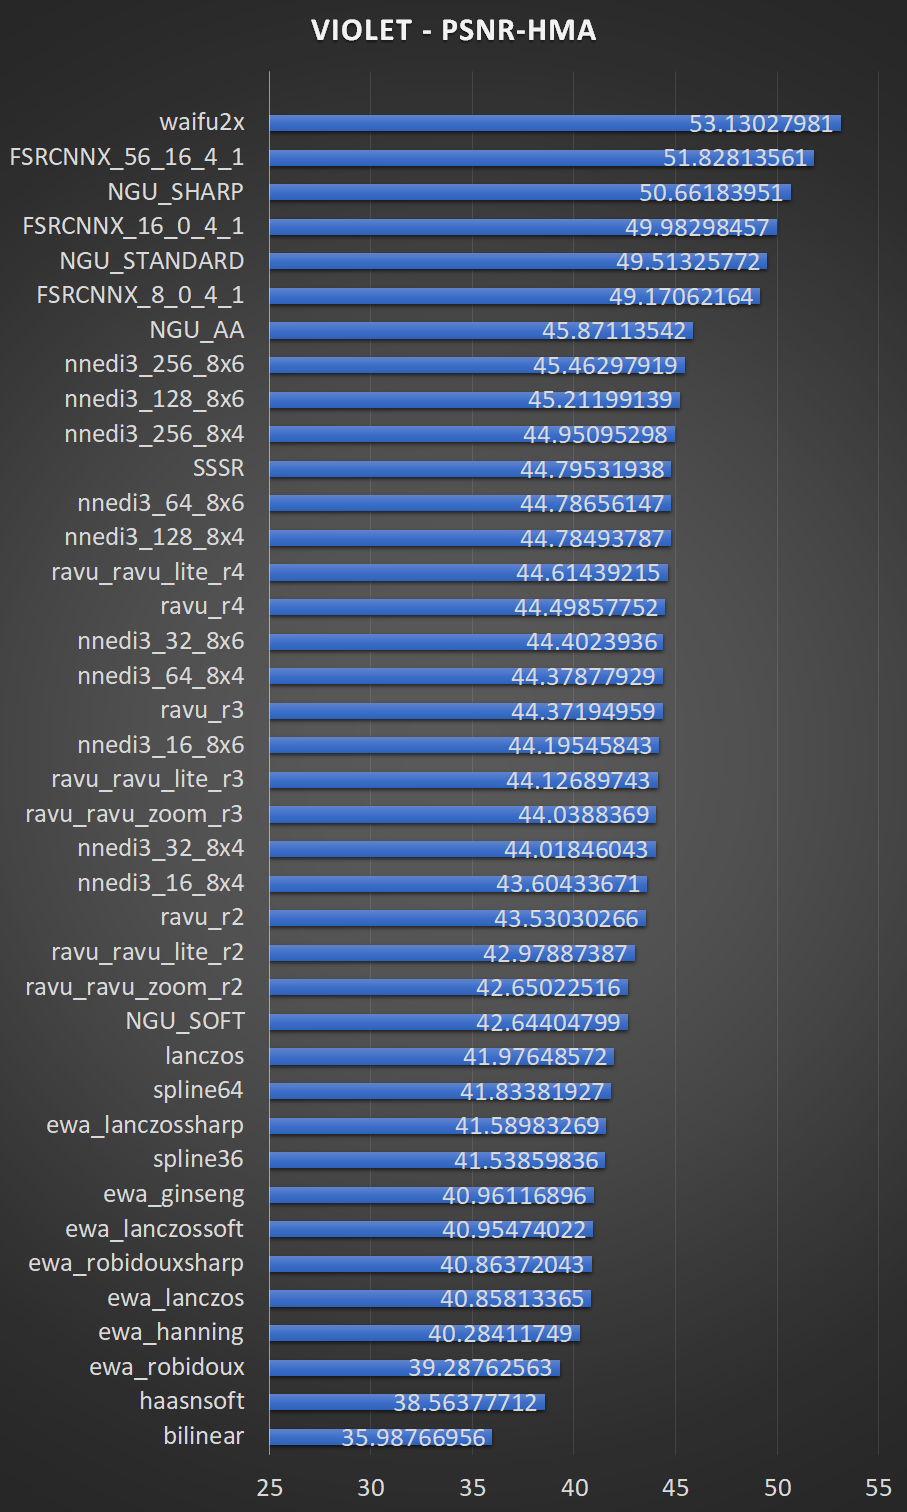 VIOLET - PSNR-HMA
waifu2x 53.13027981
FSRCNNX_56_16_4_1 51.82813561
NGU_SHARP 50.66183951
FSRCNNX_16_0_4_1 49.98298457
NGU_STANDARD 49.51325772
FSRCNNX_8_0_4_1 49.17062164
NGU_AA 45.87113542
nnedi3_256_8x6 45.46297919
nnedi3_128_8x6 45.21199139
nnedi3_256_8x4 44.95095298
SSSR 44.79531938
nnedi3_64_8x6 44.78656147
nnedi3_128_8x4 44.78493787
ravu_ravu_lite_r4 44.61439215
ravu_r4 44.49857752
nnedi3_32_8x6 44.4023936
nnedi3_64_8x4 44.37877929
ravu_r3 44.37194959
nnedi3_16_8x6 44.19545843
ravu_ravu_lite_r3 44.12689743
ravu_ravu_zoom_r3 44.0388369
nnedi3_32_8x4 44.01846043
nnedi3_16_8x4 43.60433671
ravu_r2 43.53030266
ravu_ravu_lite_r2 42.97887387
ravu_ravu_zoom_r2 42.65022516
NGU_SOFT 42.64404799
lanczos 41.97648572
spline64 41.83381927
ewa_lanczossharp 41.58983269
spline36 41.53859836
ewa_ginseng 40.96116896
ewa_lanczossoft 40.95474022
ewa_robidouxsharp 40.86372043
ewa_lanczos 40.85813365
ewa_hanning 40.28411749
ewa_robidoux 39.28762563
haasnsoft 38.56377712
bilinear 35.98766956
25 30 35 40 45 50 55